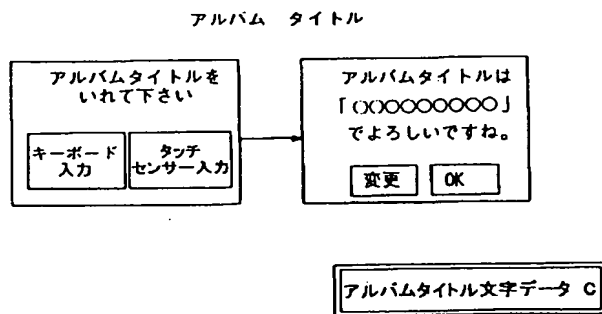 アルバム タイトル
アルバムタイトルを
いれて下さい
キーボード
入力
タッチ
センサー入力
アルバムタイトルは
「○○○○○○○○○」
でよろしいですね。
変更
OK
アルバムタイトル文字データ C